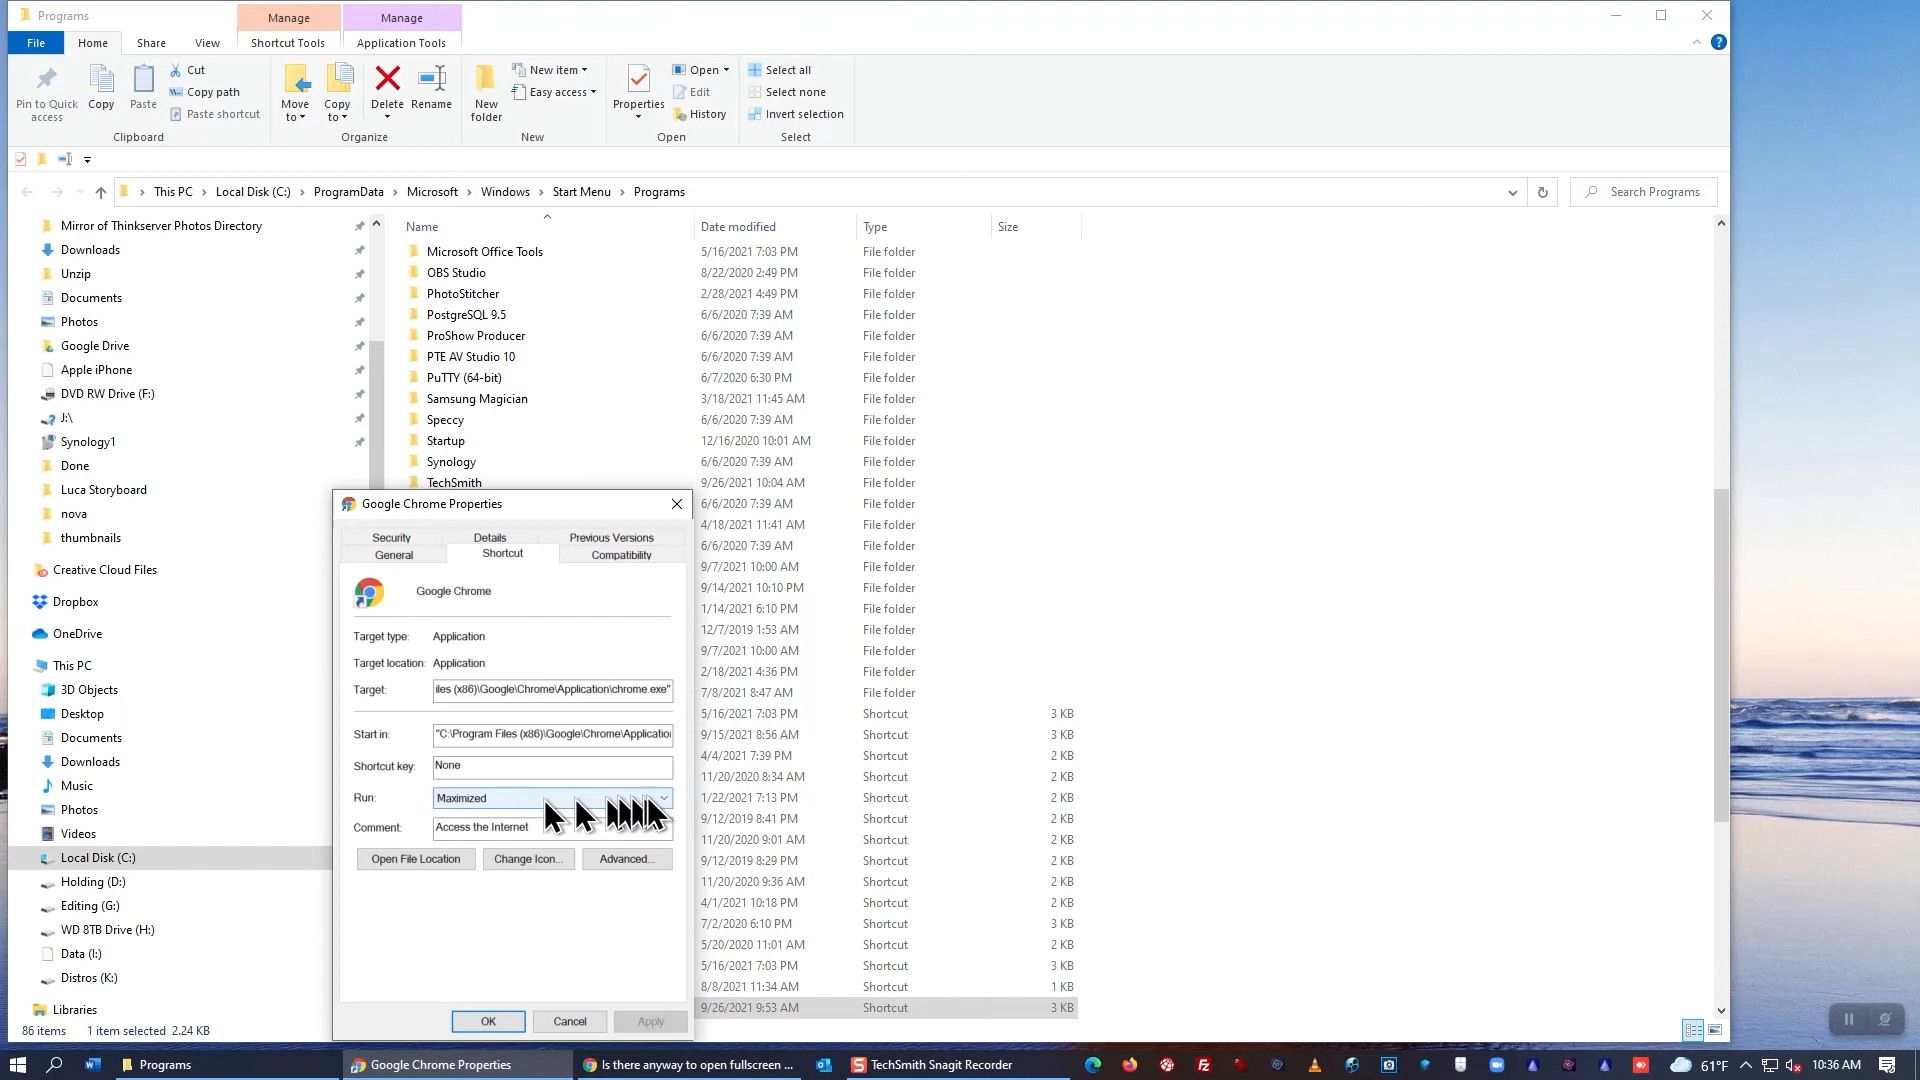 Programs
Manage
Manage
File
Home
Share
View
Shortcut Tools
Application Tools
Pin to Quick access
Copy
Paste
Cut
Copy path
Paste shortcut
Clipboard
Move to
Copy to
Delete
Rename
Organize
New folder
New item
Easy access
New
Properties
Open
Edit
History
Open
Select all
Select none
Invert selection
Select
This PC > Local Disk (C:) > ProgramData > Microsoft > Windows > Start Menu > Programs
Search Programs
Mirror of Thinkserver Photos Directory
Downloads
Unzip
Documents
Photos
Google Drive
Apple iPhone
DVD RW Drive (F:)
J:\
Synology1
Done
Luca Storyboard
nova
thumbnails
Creative Cloud Files
Dropbox
OneDrive
This PC
3D Objects
Desktop
Documents
Downloads
Music
Photos
Videos
Local Disk (C:)
Holding (D:)
Editing (G:)
WD 8TB Drive (H:)
Data (I:)
Distros (K:)
Libraries
Name Date modified Type Size
Microsoft Office Tools 5/16/2021 7:03 PM File folder
OBS Studio 8/22/2020 2:49 PM File folder
PhotoStitcher 2/28/2021 4:49 PM File folder
PostgreSQL 9.5 6/6/2020 7:39 AM File folder
ProShow Producer 6/6/2020 7:39 AM File folder
PTE AV Studio 10 6/6/2020 7:39 AM File folder
PuTTY (64-bit) 6/7/2020 6:30 PM File folder
Samsung Magician 3/18/2021 11:45 AM File folder
Speccy 6/6/2020 7:39 AM File folder
Startup 12/16/2020 10:01 AM File folder
Synology 6/6/2020 7:39 AM File folder
TechSmith 9/26/2021 10:04 AM File folder
6/6/2020 7:39 AM File folder
4/18/2021 11:41 AM File folder
6/6/2020 7:39 AM File folder
9/7/2021 10:00 AM File folder
9/14/2021 10:10 PM File folder
1/14/2021 6:10 PM File folder
12/7/2019 1:53 AM File folder
9/7/2021 10:00 AM File folder
2/18/2021 4:36 PM File folder
7/8/2021 8:47 AM File folder
5/16/2021 7:03 PM Shortcut 3 KB
9/15/2021 8:56 AM Shortcut 3 KB
4/4/2021 7:39 PM Shortcut 2 KB
11/20/2020 8:34 AM Shortcut 2 KB
1/22/2021 7:13 PM Shortcut 2 KB
9/12/2019 8:41 PM Shortcut 2 KB
11/20/2020 9:01 AM Shortcut 2 KB
9/12/2019 8:29 PM Shortcut 2 KB
11/20/2020 9:36 AM Shortcut 2 KB
4/1/2021 10:18 PM Shortcut 2 KB
7/2/2020 6:10 PM Shortcut 3 KB
5/20/2020 11:01 AM Shortcut 2 KB
5/16/2021 7:03 PM Shortcut 3 KB
8/8/2021 11:34 AM Shortcut 1 KB
9/26/2021 9:53 AM Shortcut 3 KB
Google Chrome Properties
Security Details Previous Versions
General Shortcut Compatibility
Google Chrome
Target type: Application
Target location: Application
Target: iles (x86)\Google\Chrome\Application\chrome.exe"
Start in: "C:\Program Files (x86)\Google\Chrome\Application
Shortcut key: None
Run: Maximized
Comment: Access the Internet
Open File Location Change Icon... Advanced...
OK Cancel Apply
86 items 1 item selected 2.24 KB
Programs
Google Chrome Properties
Is there anyway to open fullscreen ...
TechSmith Snagit Recorder
61°F
10:36 AM